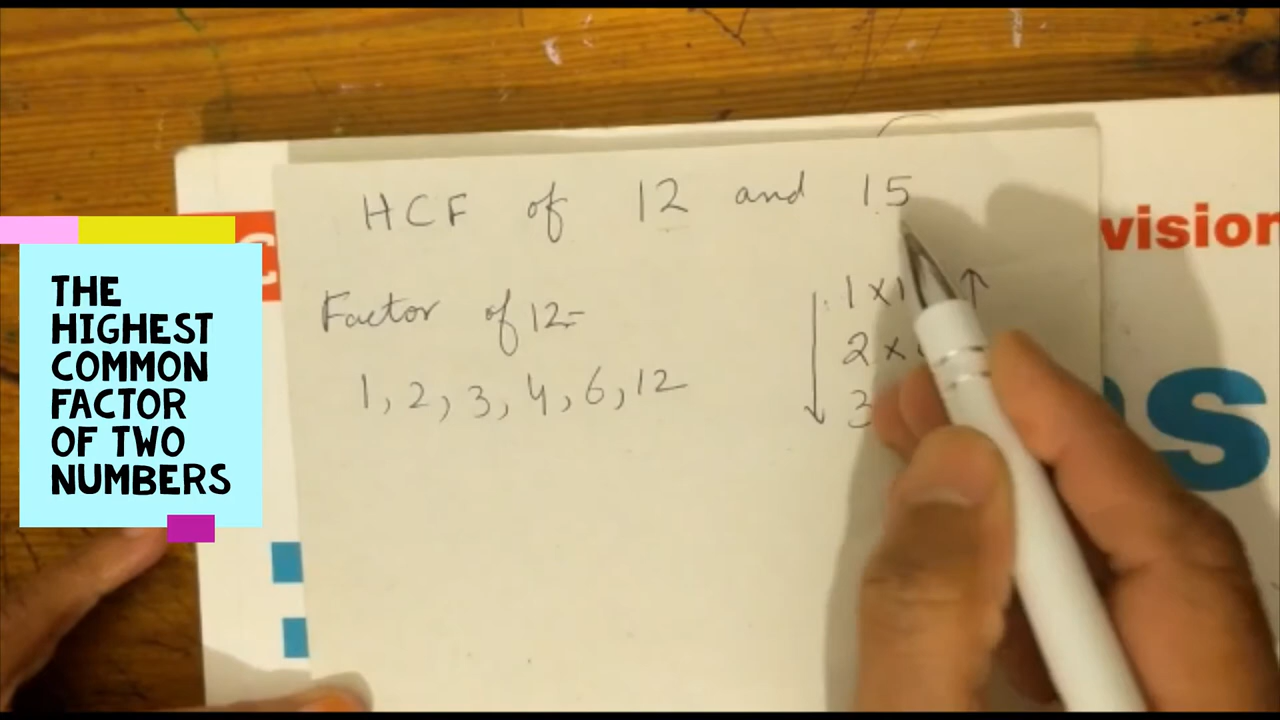 HCF of 12 and 15
THE
HIGHEST
COMMON
FACTOR
OF TWO
NUMBERS
Factor of 12=
1, 2, 3, 4, 6, 12
1 x 1
2 x
3
vision